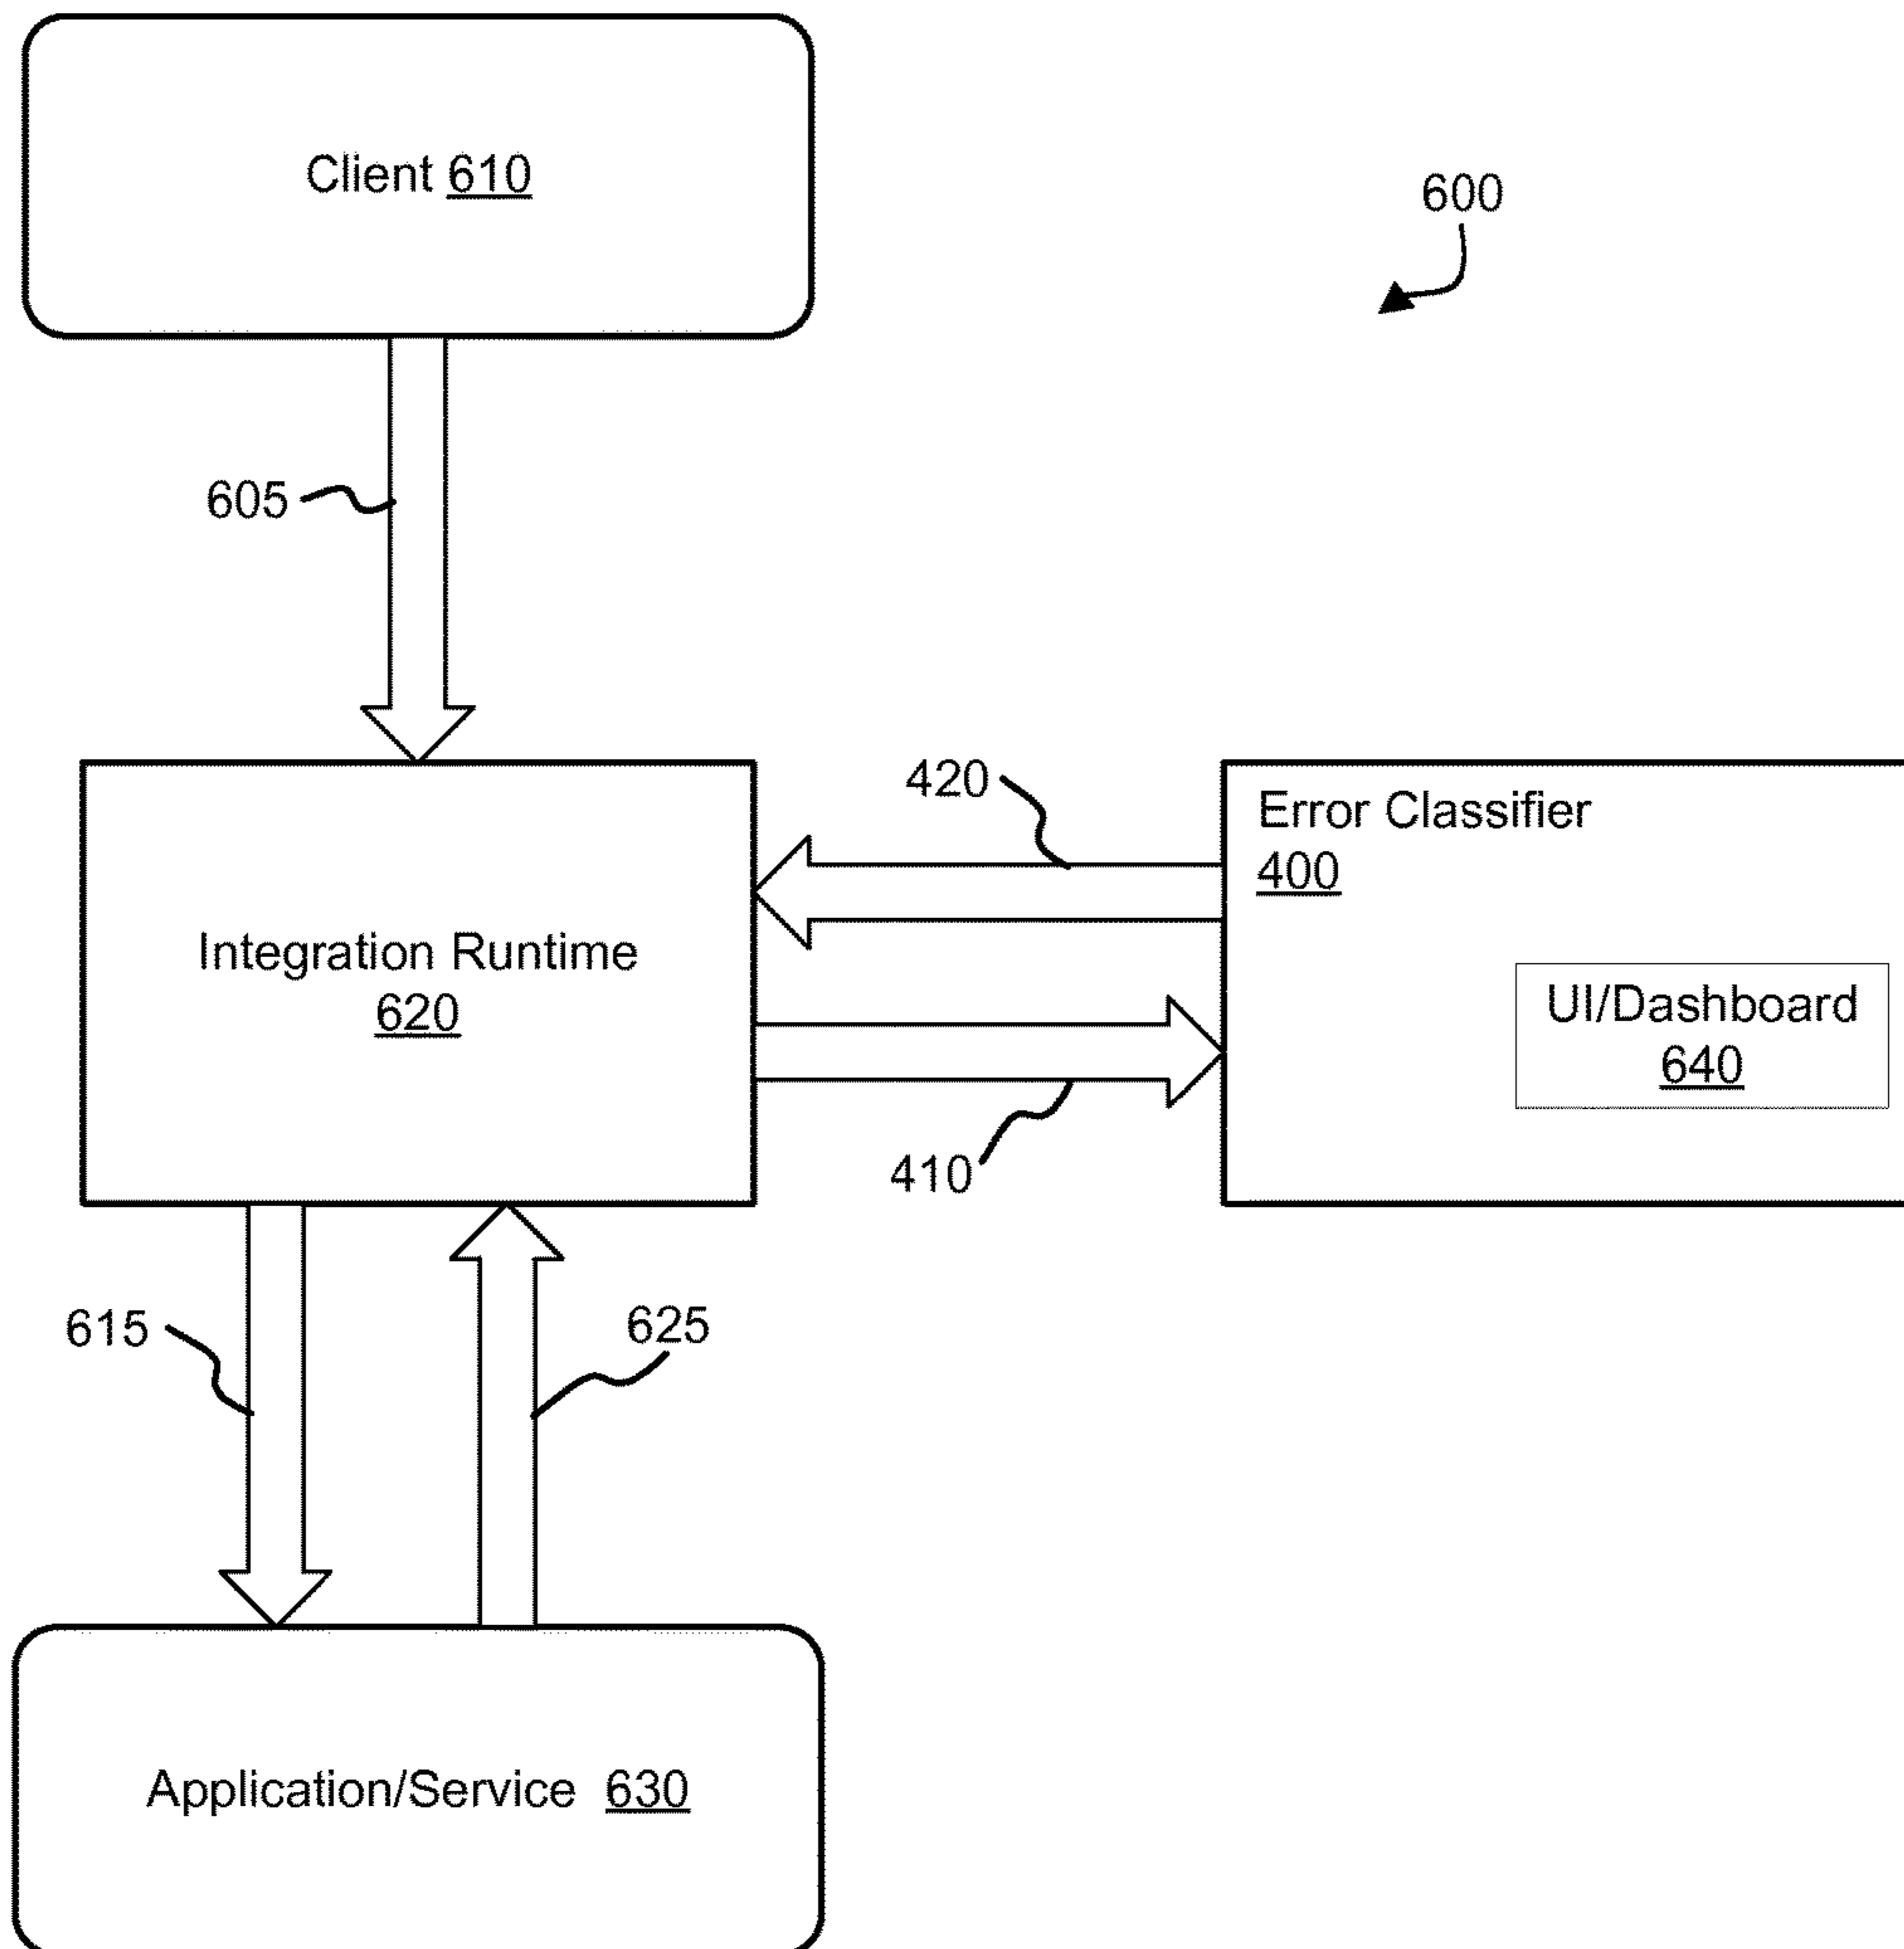 Client 610
600
605
420
Error Classifier
400
Integration Runtime
620
UI/Dashboard
640
410
615
625
Application/Service 630